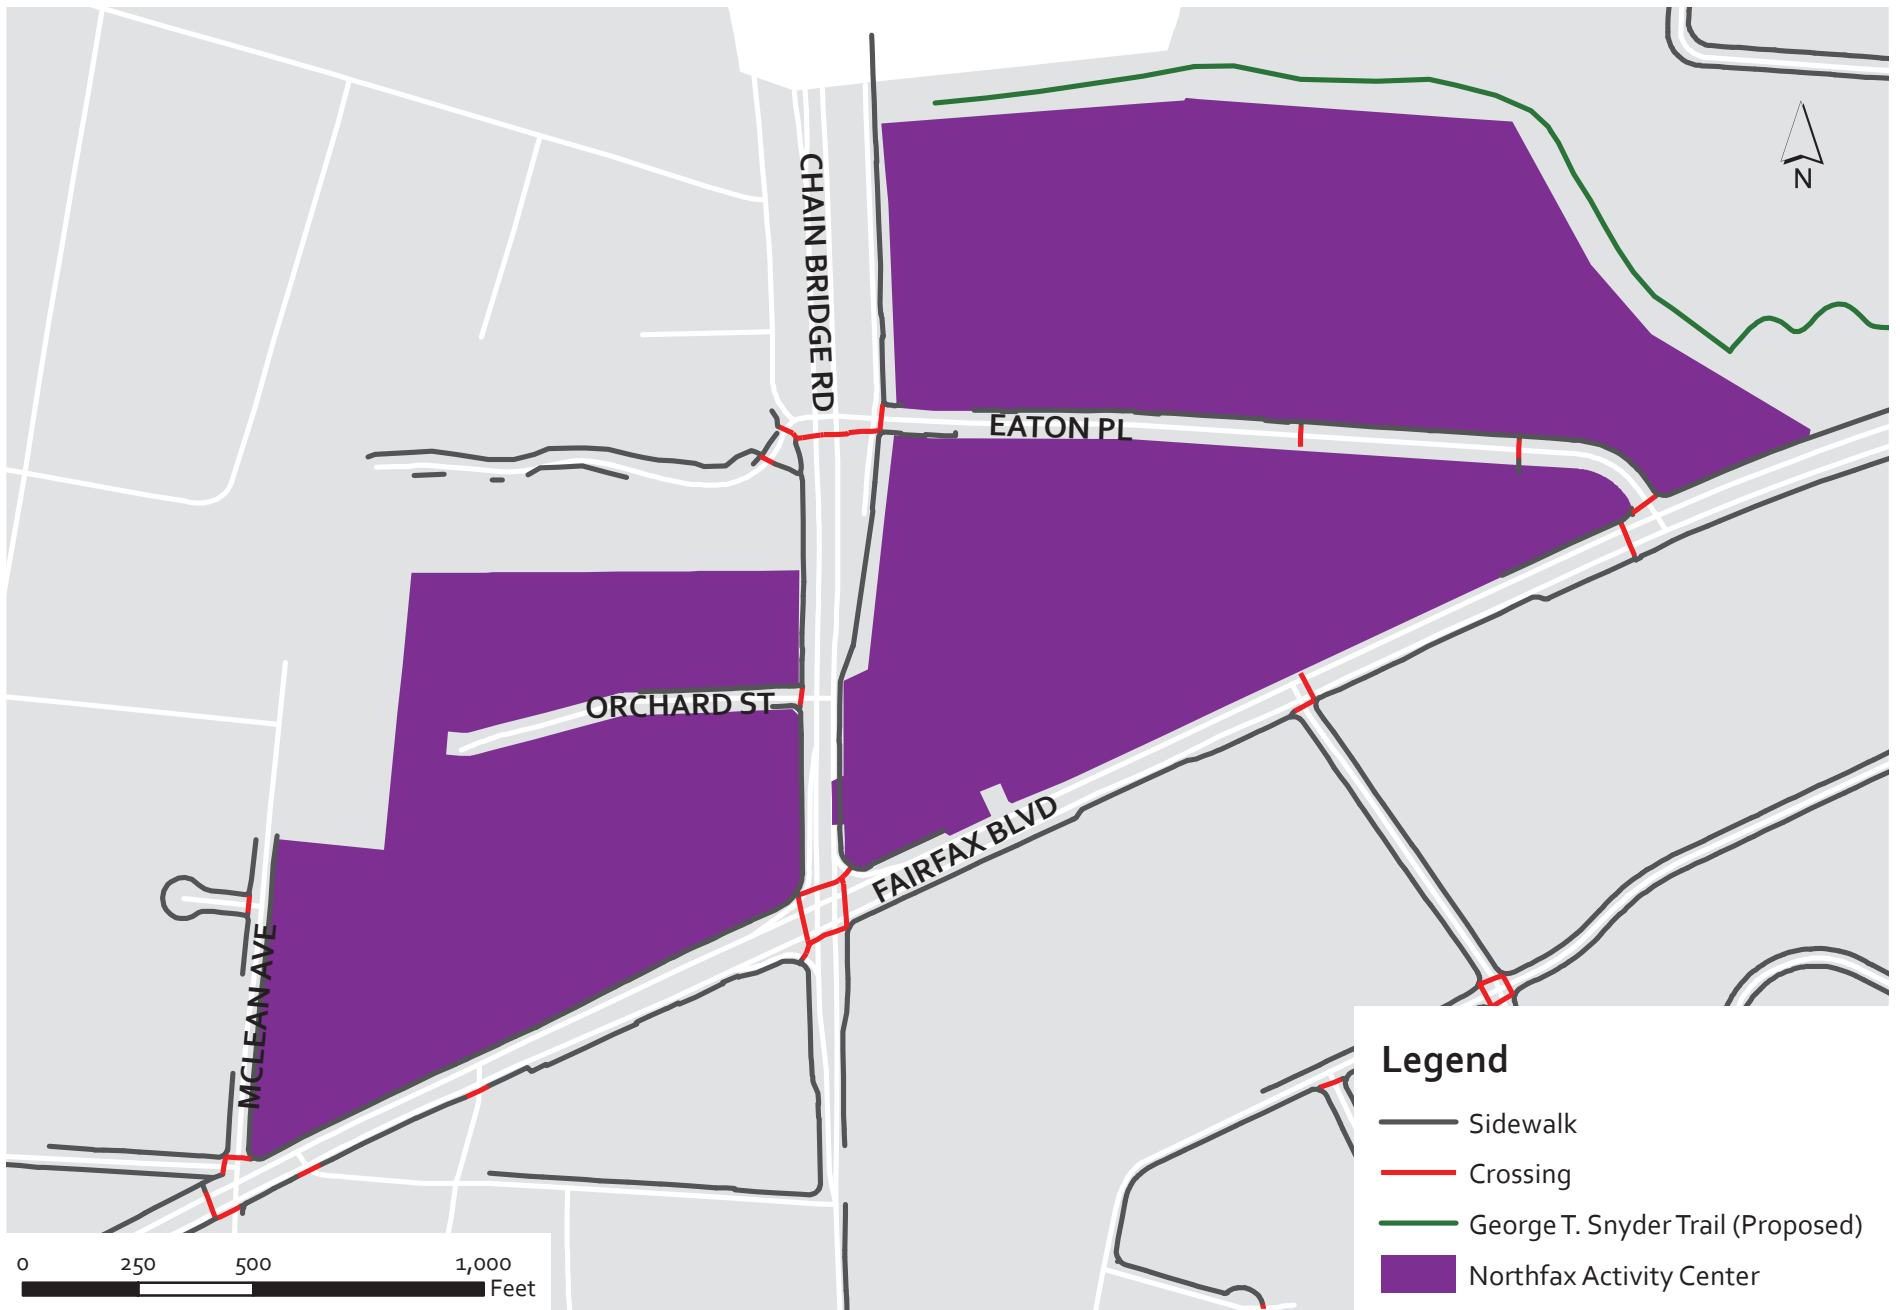 CHAIN BRIDGE RD
N
EATON PL
ORCHARD ST
FAIRFAX BLVD
MCLEAN AVE
Legend
Sidewalk
Crossing
George T. Snyder Trail (Proposed)
Northfax Activity Center
0 250 500 1,000
Feet